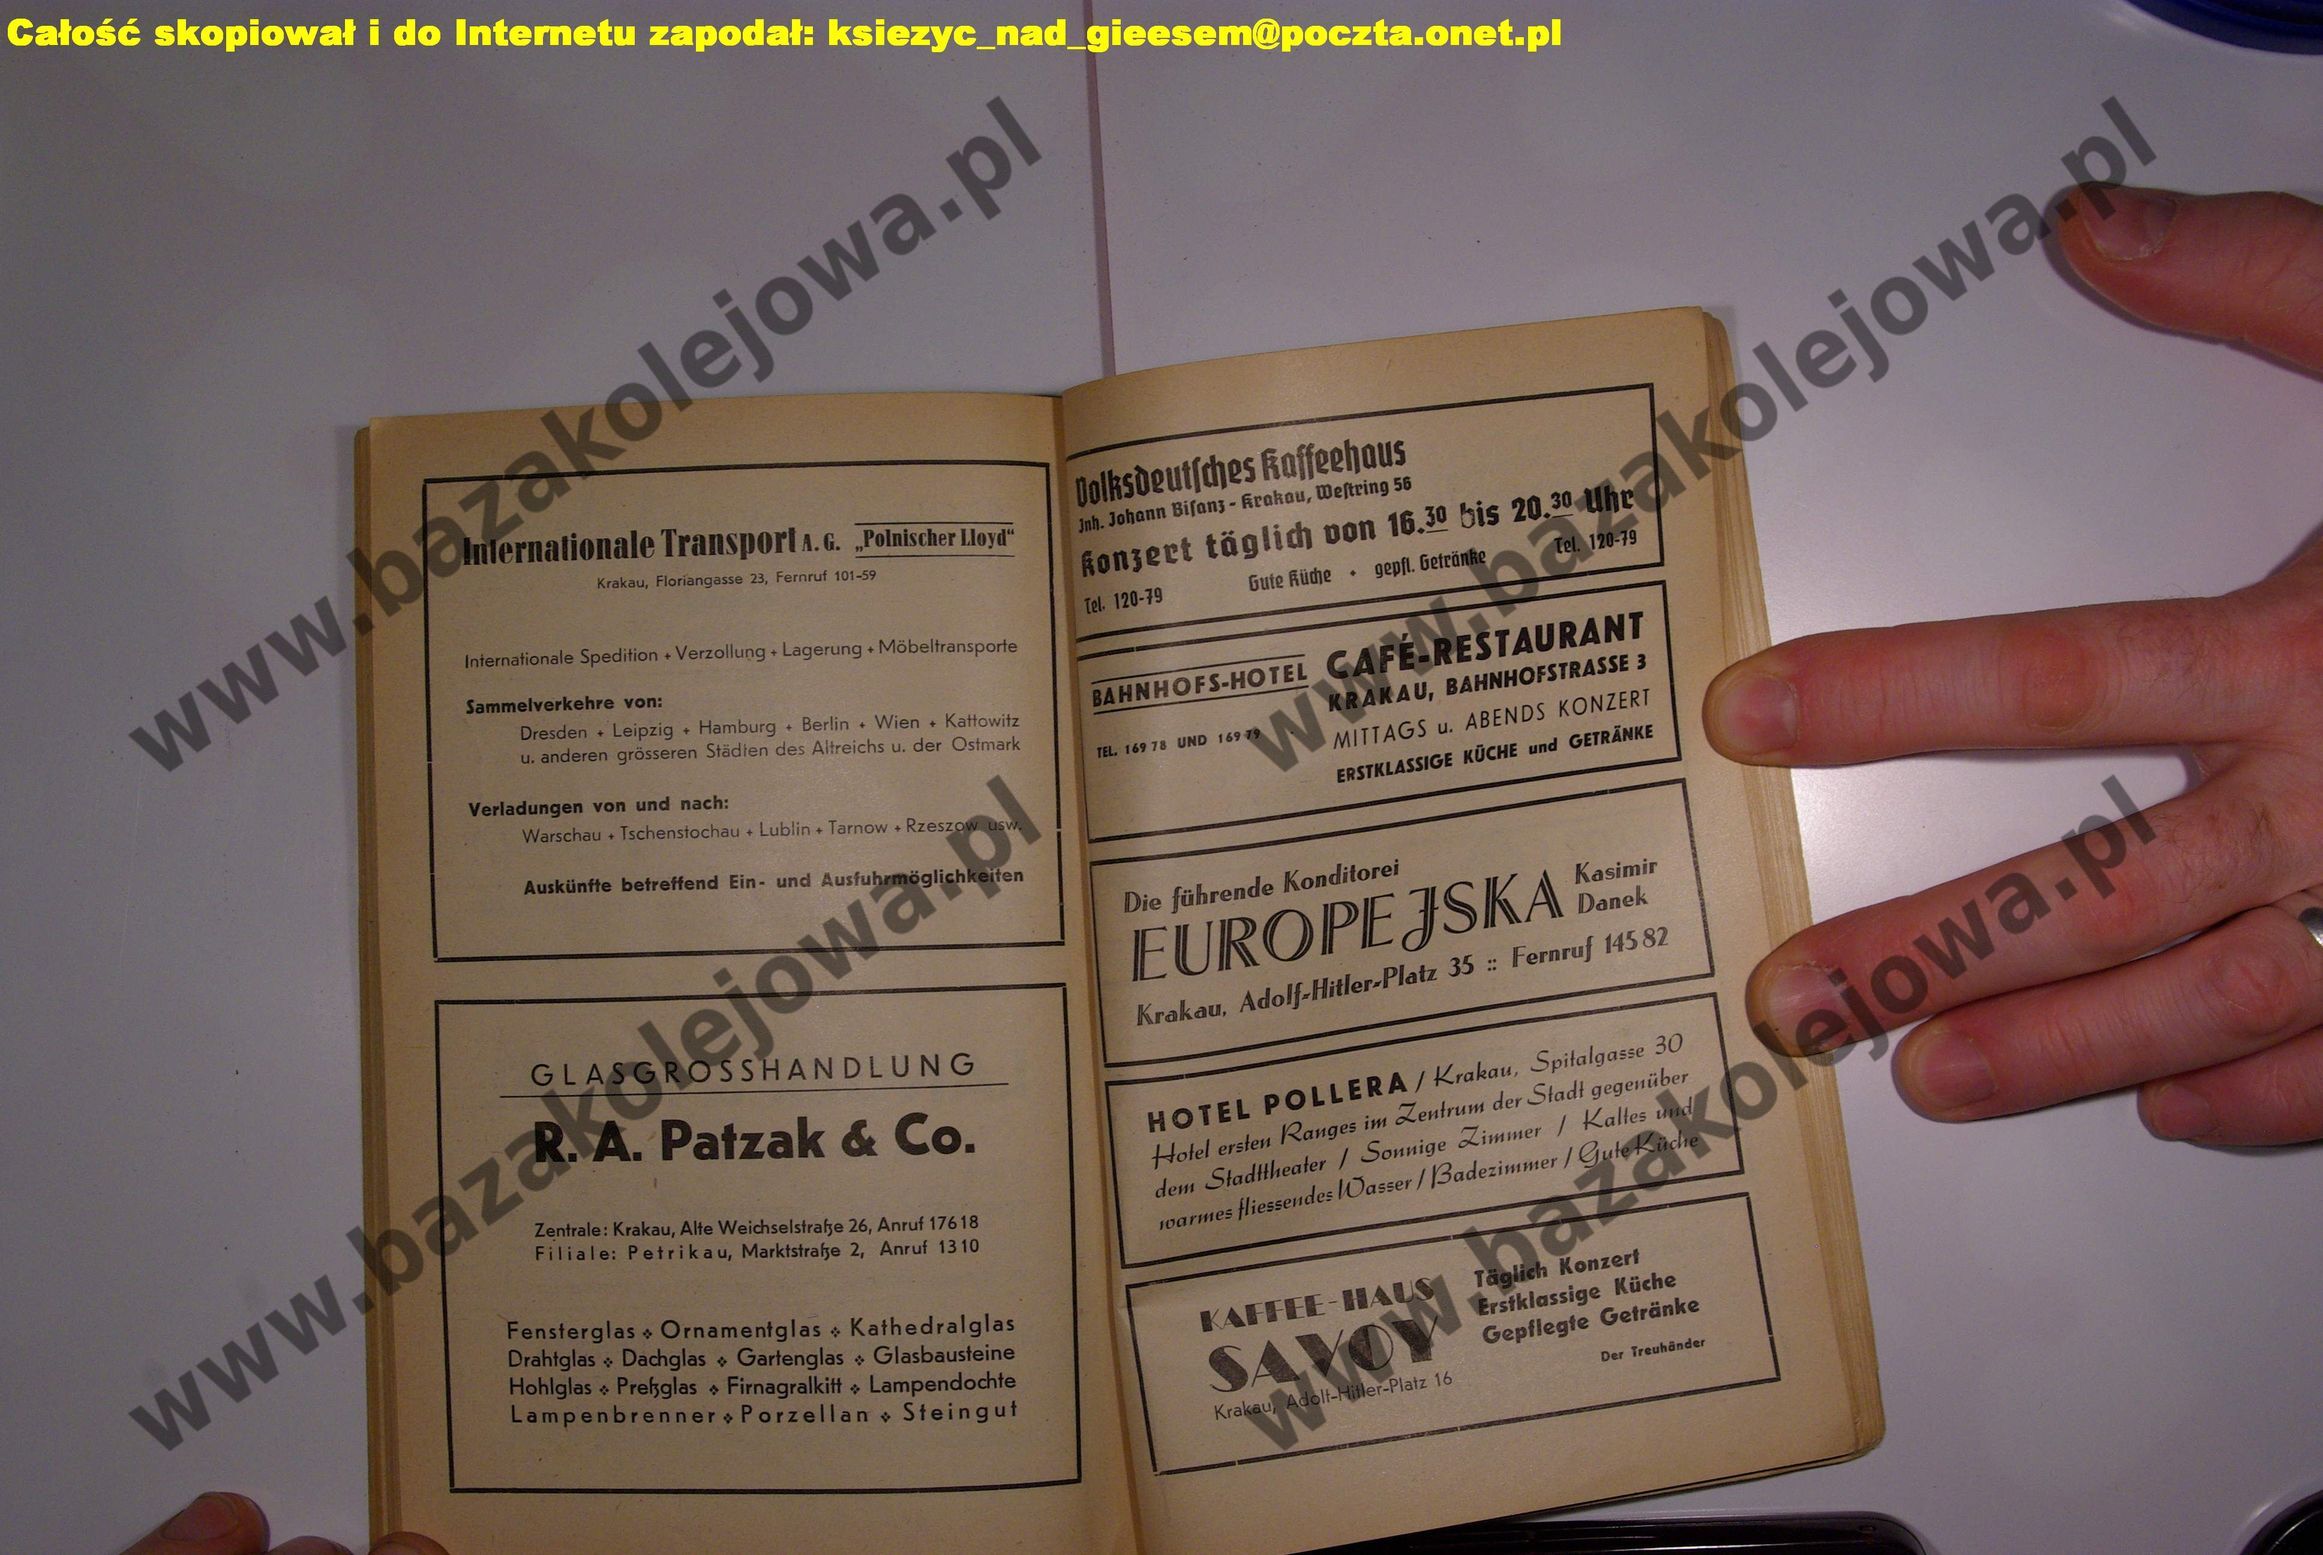 Całość skopiował i do Internetu zapodał: ksiezyc_nad_gieesem@poczta.onet.pl
Internationale Transport A. G. „Polnischer Lloyd“
Krakau, Floriangasse 23, Fernruf 101-59
Internationale Spedition + Verzollung + Lagerung + Möbeltransporte
Sammelverkehre von:
Dresden + Leipzig + Hamburg + Berlin + Wien + Kattowitz
u. anderen grösseren Städten des Altreichs u. der Ostmark
Verladungen von und nach:
Warschau + Tschenstochau + Lublin + Tarnow + Rzeszow usw.
Auskünfte betreffend Ein- und Ausfuhrmöglichkeiten
GLASGROSSHANDLUNG
R. A. Patzak & Co.
Zentrale: Krakau, Alte Weichselstraße 26, Anruf 17618
Filiale: Petrikau, Marktstraße 2, Anruf 1310
Fensterglas ❖ Ornamentglas ❖ Kathedralglas
Drahtglas ❖ Dachglas ❖ Gartenglas ❖ Glasbausteine
Hohlglas ❖ Preßglas ❖ Firnagralkitt ❖ Lampendochte
Lampenbrenner ❖ Porzellan ❖ Steingut
Volksdeutsches Kaffeehaus
Inh. Johann Bisanz - Krakau, Westring 56
Konzert täglich von 16.30 bis 20.30 Uhr
Tel. 120-79 Gute Küche + gepfl. Getränke Tel. 120-79
BAHNHOFS-HOTEL
TEL. 169 78 UND 169 79
CAFÉ-RESTAURANT
KRAKAU, BAHNHOFSTRASSE 3
MITTAGS u. ABENDS KONZERT
ERSTKLASSIGE KÜCHE und GETRÄNKE
Die führende Konditorei
EUROPEJSKA
Kasimir
Danek
Krakau, Adolf-Hitler-Platz 35 :: Fernruf 145 82
HOTEL POLLERA / Krakau, Spitalgasse 30
Hotel ersten Ranges im Zentrum der Stadt gegenüber
dem Stadttheater / Sonnige Zimmer / Kaltes und
warmes fliessendes Wasser / Badezimmer / Gute Küche
KAFFEE-HAUS
SAVOY
Krakau, Adolf-Hitler-Platz 16
Täglich Konzert
Erstklassige Küche
Gepflegte Getränke
Der Treuhänder
www.bazakolejowa.pl
www.bazakolejowa.pl
www.bazakolejowa.pl
www.bazakolejowa.pl